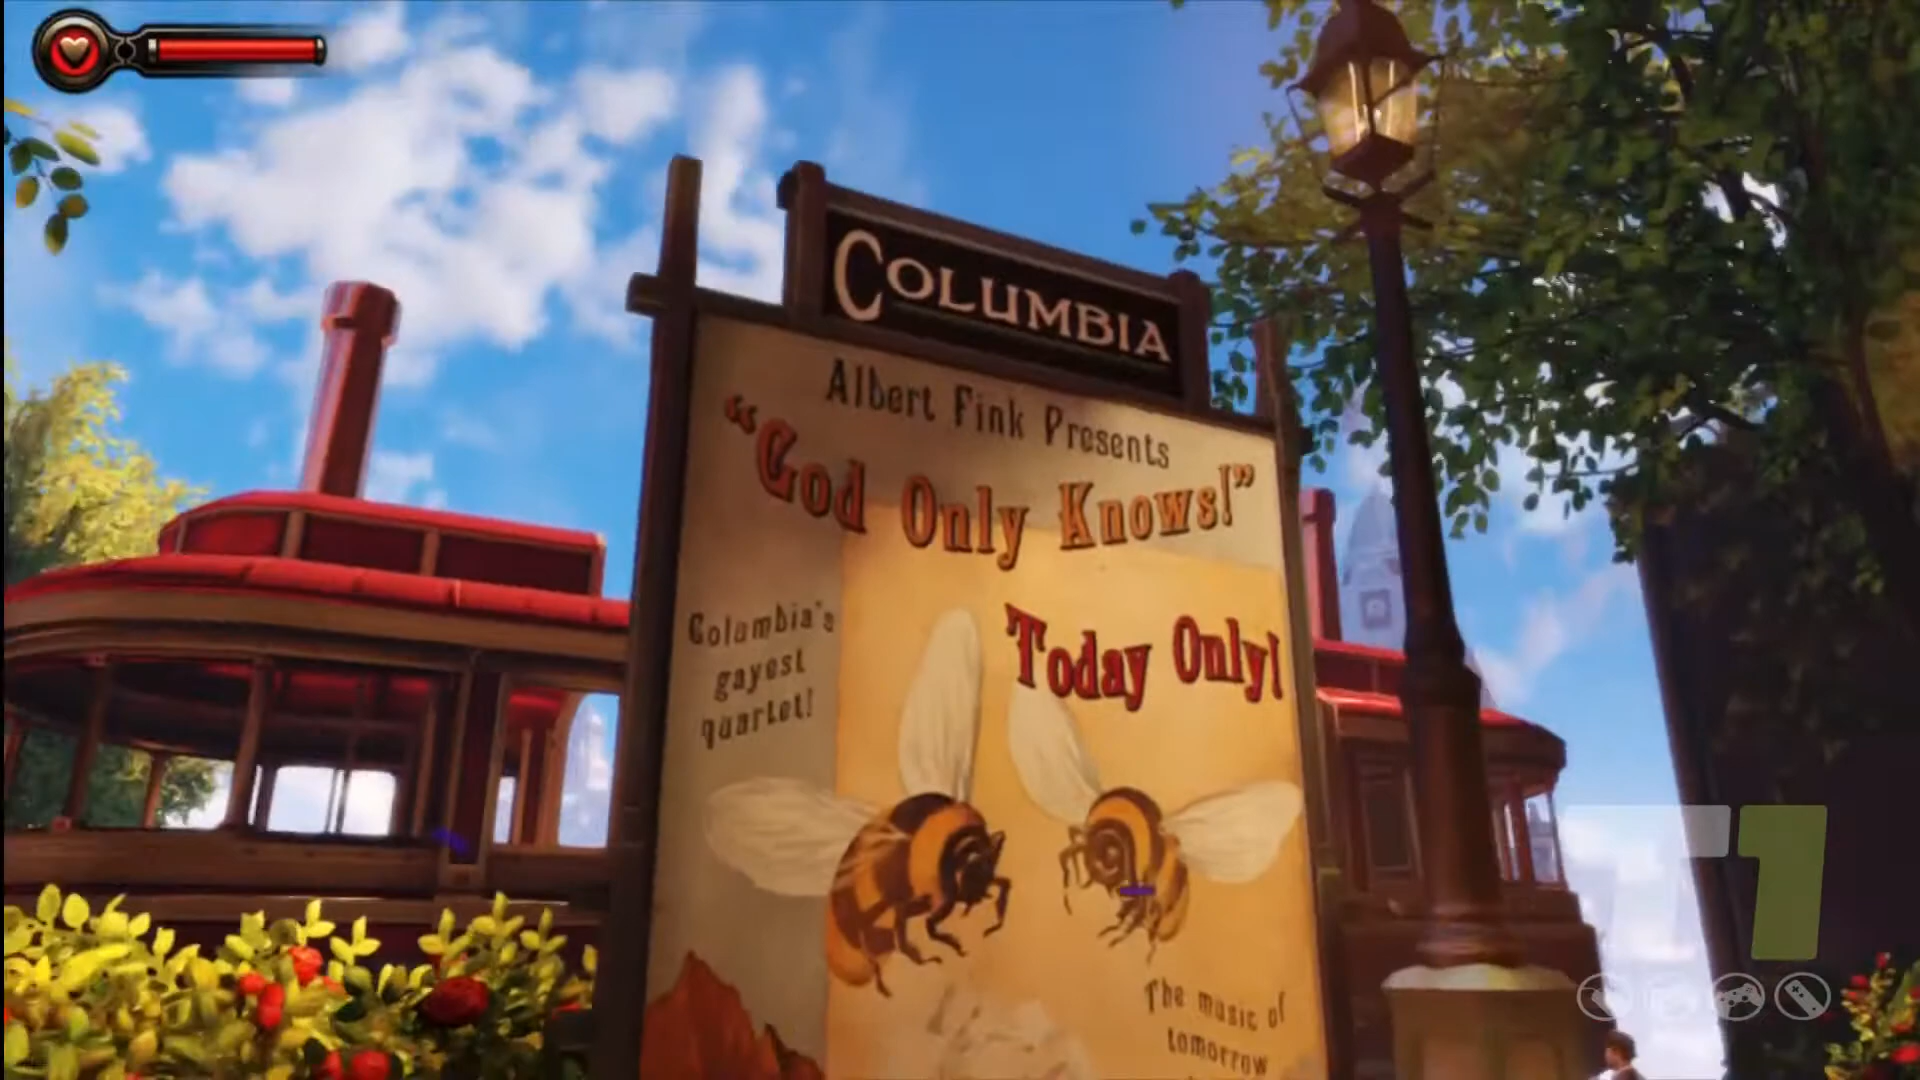 COLUMBIA
Albert Fink Presents
"God Only Knows!"
Columbia's
gayest
quartet!
Today Only!
The music of
tomorrow